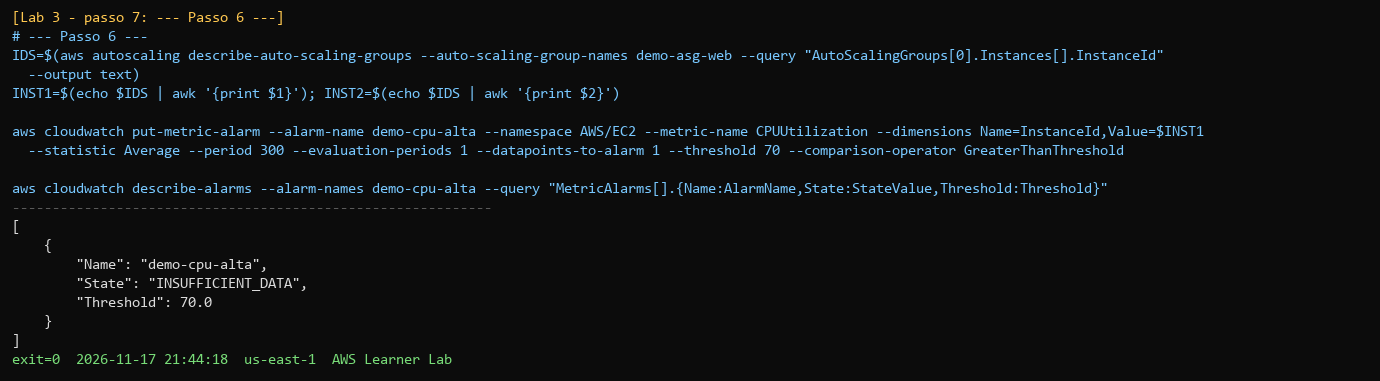 [Lab 3 - passo 7: --- Passo 6 ---]
# --- Passo 6 ---
IDS=$(aws autoscaling describe-auto-scaling-groups --auto-scaling-group-names demo-asg-web --query "AutoScalingGroups[0].Instances[].InstanceId"
  --output text)
INST1=$(echo $IDS | awk '{print $1}'); INST2=$(echo $IDS | awk '{print $2}')

aws cloudwatch put-metric-alarm --alarm-name demo-cpu-alta --namespace AWS/EC2 --metric-name CPUUtilization --dimensions Name=InstanceId,Value=$INST1
  --statistic Average --period 300 --evaluation-periods 1 --datapoints-to-alarm 1 --threshold 70 --comparison-operator GreaterThanThreshold

aws cloudwatch describe-alarms --alarm-names demo-cpu-alta --query "MetricAlarms[].{Name:AlarmName,State:StateValue,Threshold:Threshold}"
------------------------------------------------------------
[
    {
        "Name": "demo-cpu-alta",
        "State": "INSUFFICIENT_DATA",
        "Threshold": 70.0
    }
]
exit=0  2026-11-17 21:44:18  us-east-1  AWS Learner Lab